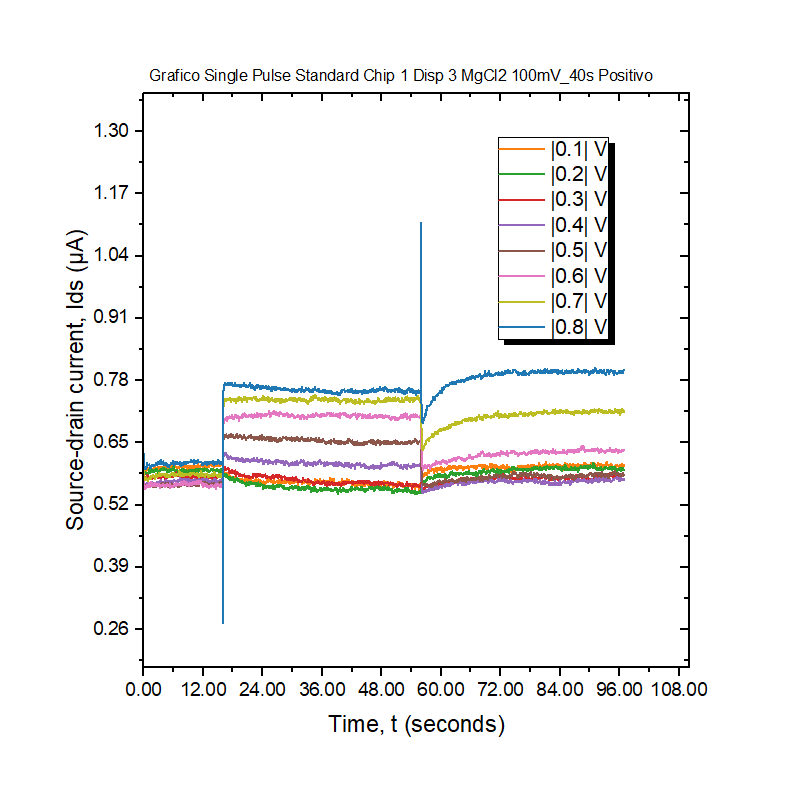 Grafico Single Pulse Standard Chip 1 Disp 3 MgCl2 100mV_40s Positivo
1.30
1.17
1.04
0.91
0.78
0.65
0.52
0.39
0.26
Source-drain current, Ids (µA)
|0.1| V
|0.2| V
|0.3| V
|0.4| V
|0.5| V
|0.6| V
|0.7| V
|0.8| V
0.00 12.00 24.00 36.00 48.00 60.00 72.00 84.00 96.00 108.00
Time, t (seconds)